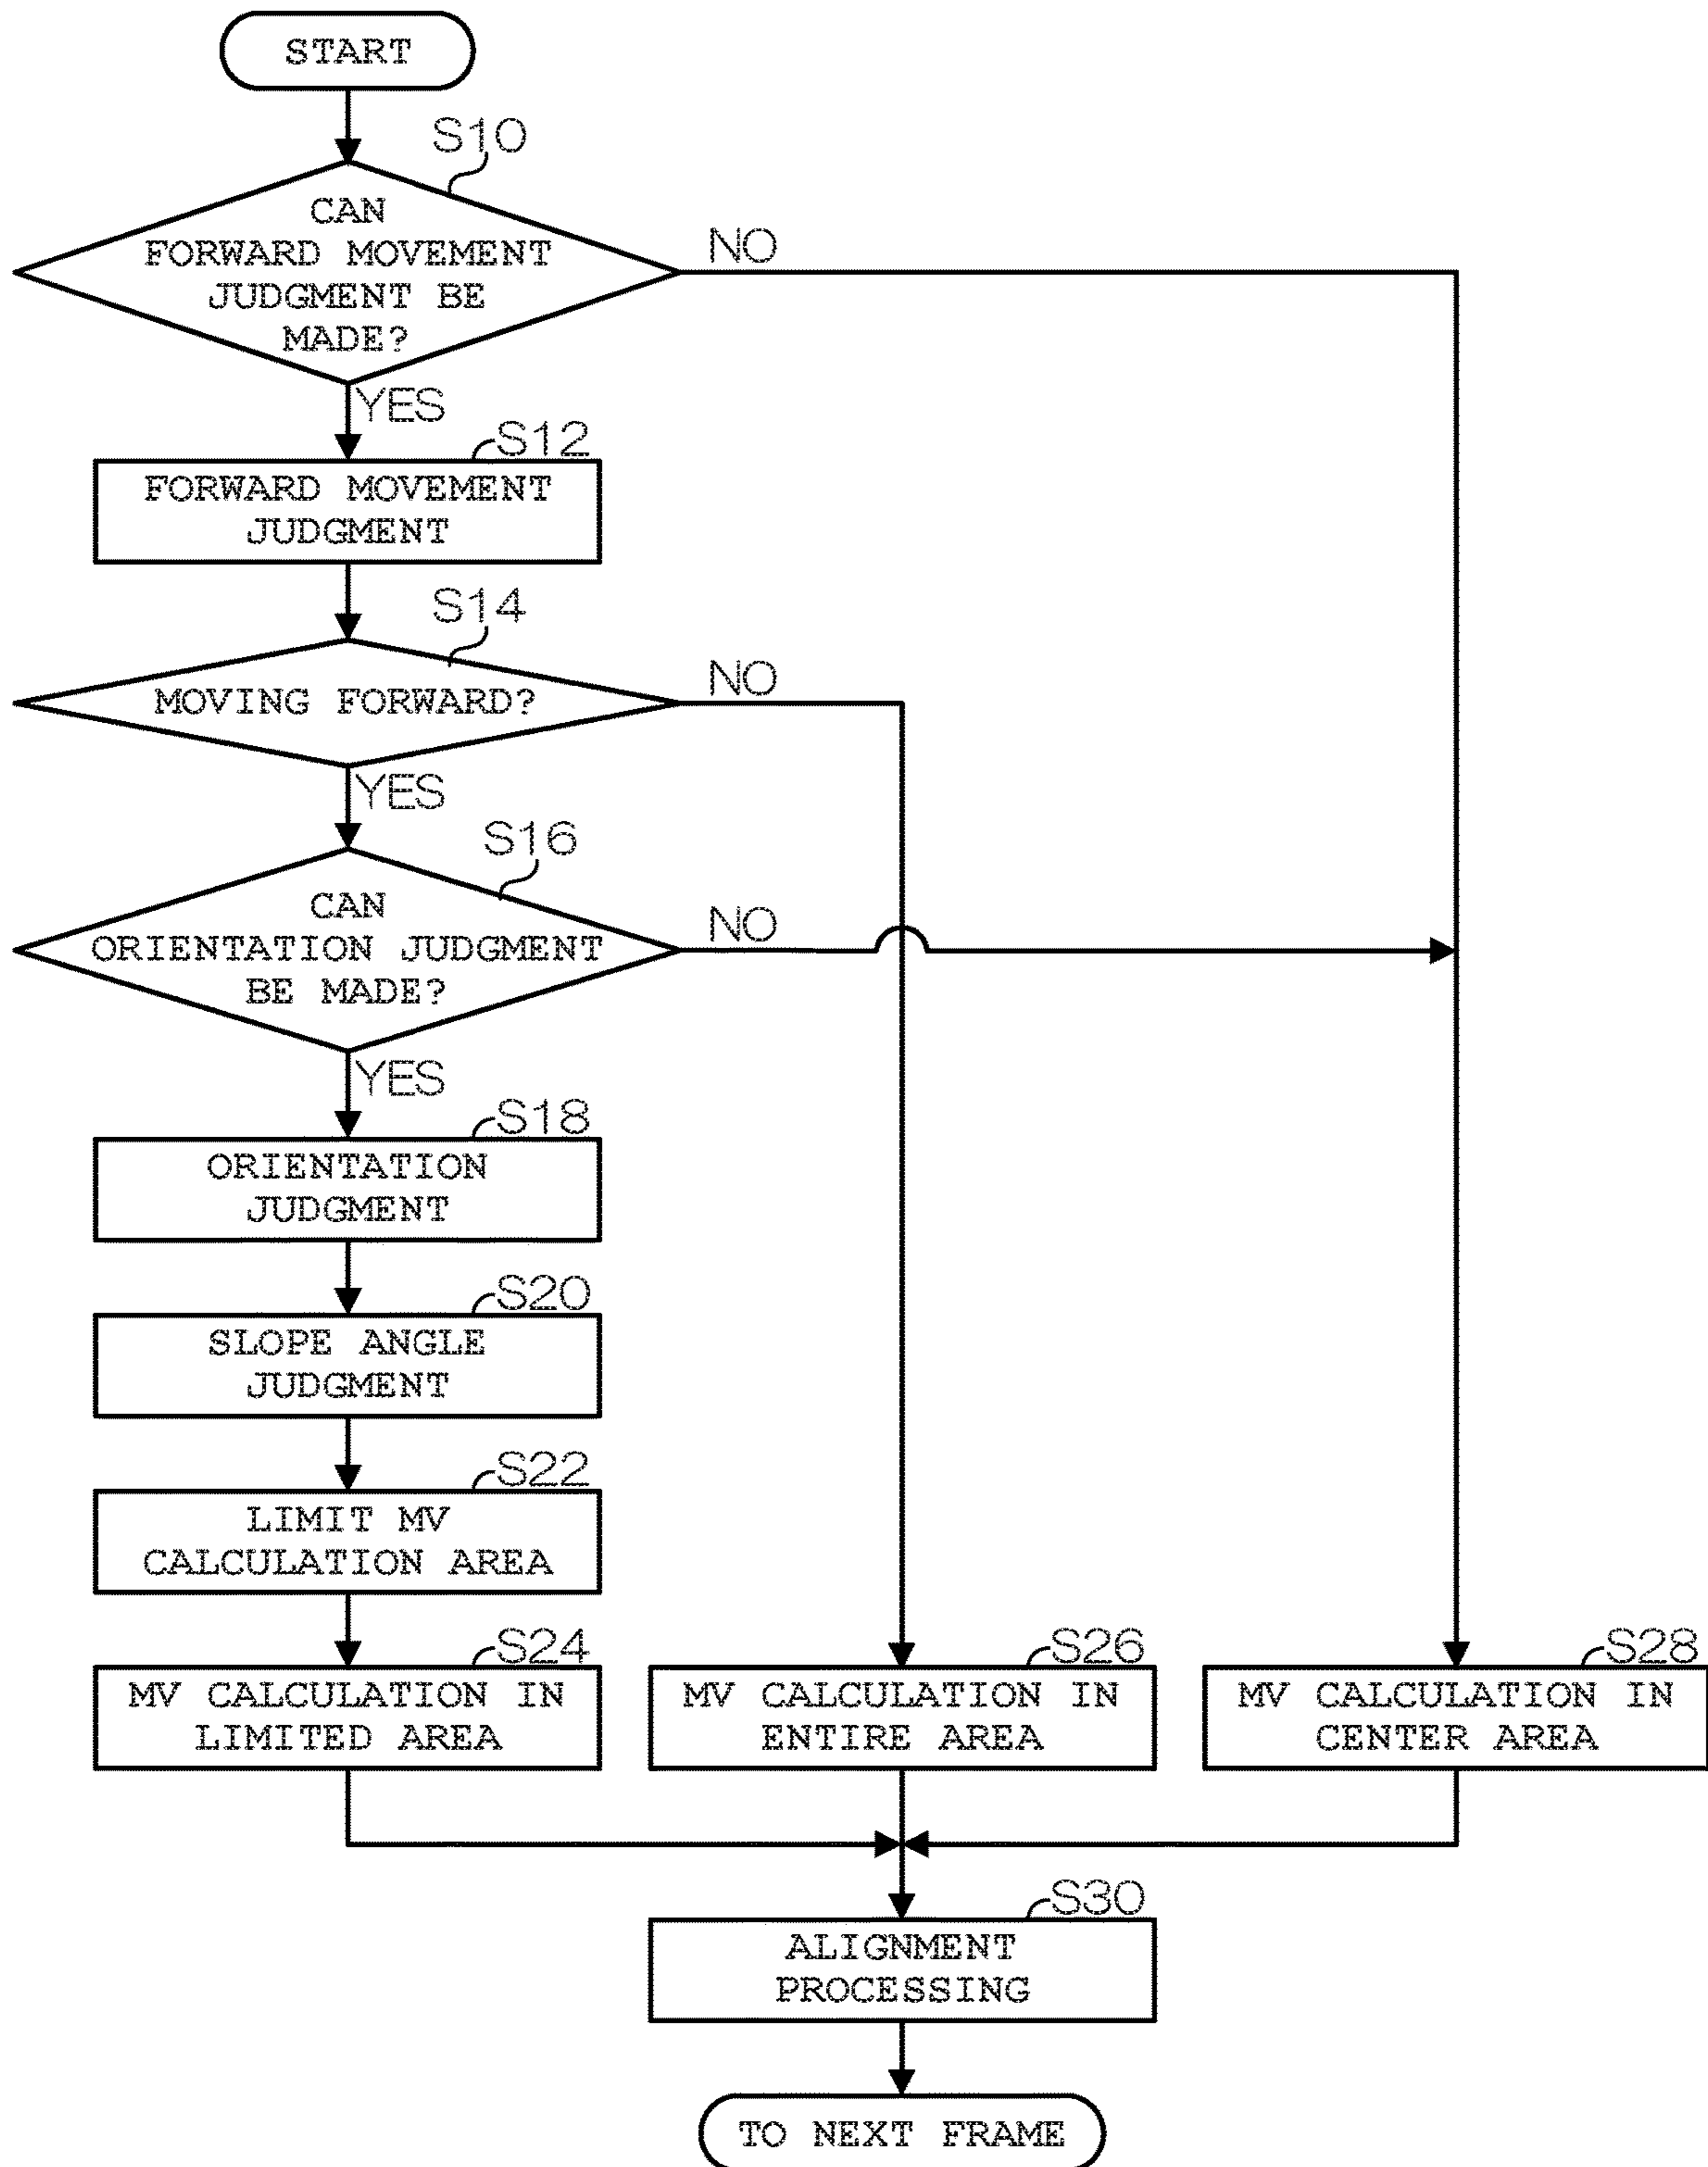 START
S10
CAN
FORWARD MOVEMENT
JUDGMENT BE
MADE?
NO
YES
S12
FORWARD MOVEMENT
JUDGMENT
S14
MOVING FORWARD?
NO
YES
S16
CAN
ORIENTATION JUDGMENT
BE MADE?
NO
YES
S18
ORIENTATION
JUDGMENT
S20
SLOPE ANGLE
JUDGMENT
S22
LIMIT MV
CALCULATION AREA
S24
MV CALCULATION IN
LIMITED AREA
S26
MV CALCULATION IN
ENTIRE AREA
S28
MV CALCULATION IN
CENTER AREA
S30
ALIGNMENT
PROCESSING
TO NEXT FRAME